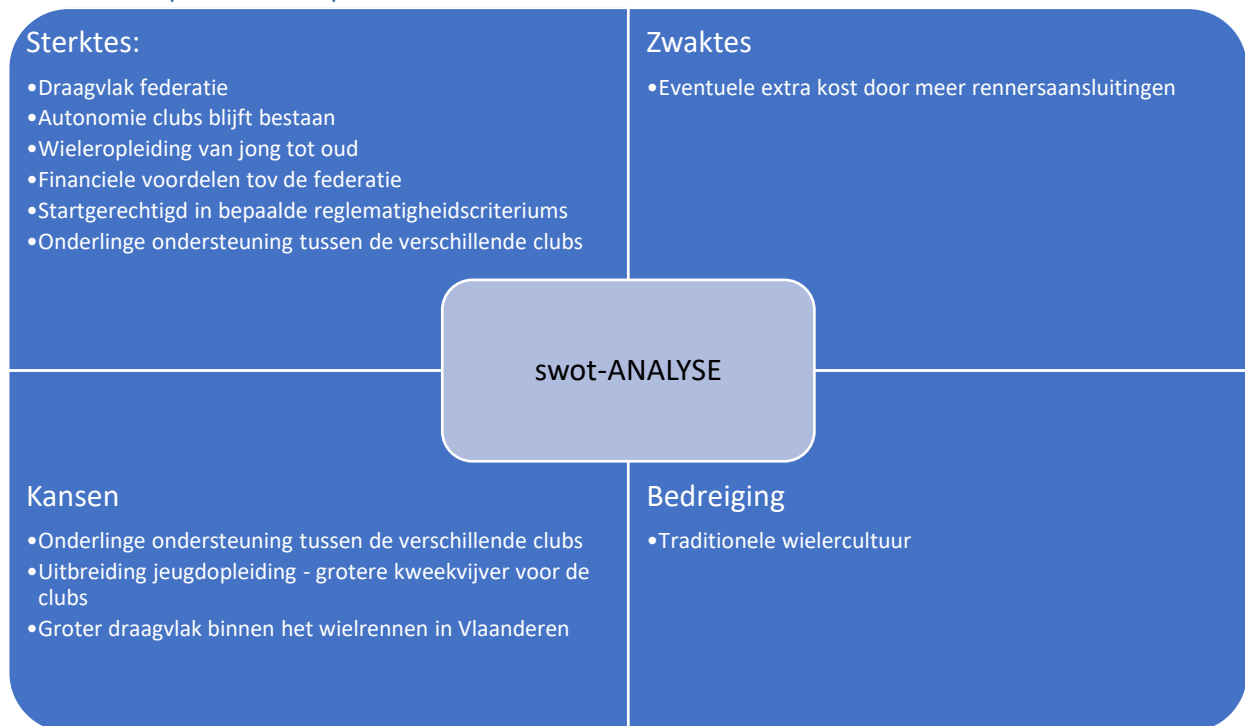 Sterktes:
•Draagvlak federatie
•Autonomie clubs blijft bestaan
•Wieleropleiding van jong tot oud
•Financiele voordelen tov de federatie
•Startgerechtigd in bepaalde reglematigheidscriteriums
•Onderlinge ondersteuning tussen de verschillende clubs
Zwaktes
•Eventuele extra kost door meer rennersaansluitingen
swot-ANALYSE
Kansen
•Onderlinge ondersteuning tussen de verschillende clubs
•Uitbreiding jeugdopleiding - grotere kweekvijver voor de
clubs
•Groter draagvlak binnen het wielrennen in Vlaanderen
Bedreiging
•Traditionele wielercultuur